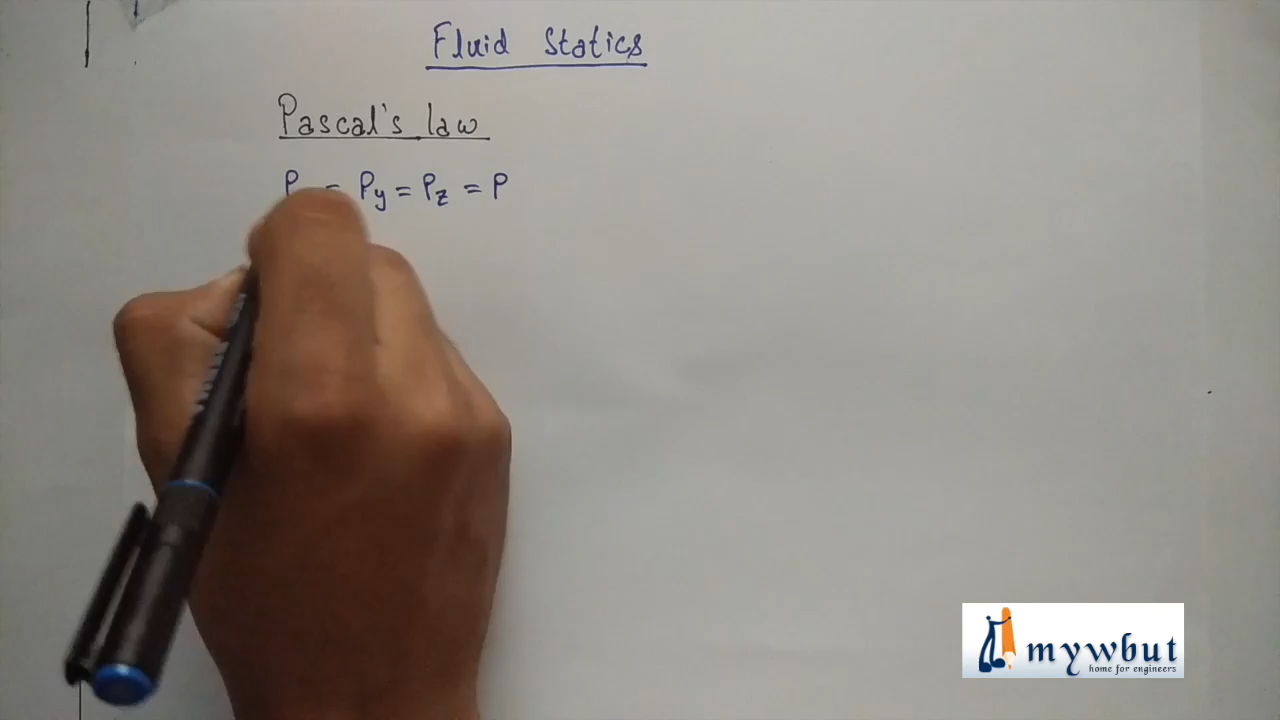 Fluid Statics
Pascal's law
P = Py = Pz = P
mywbut
home for engineers